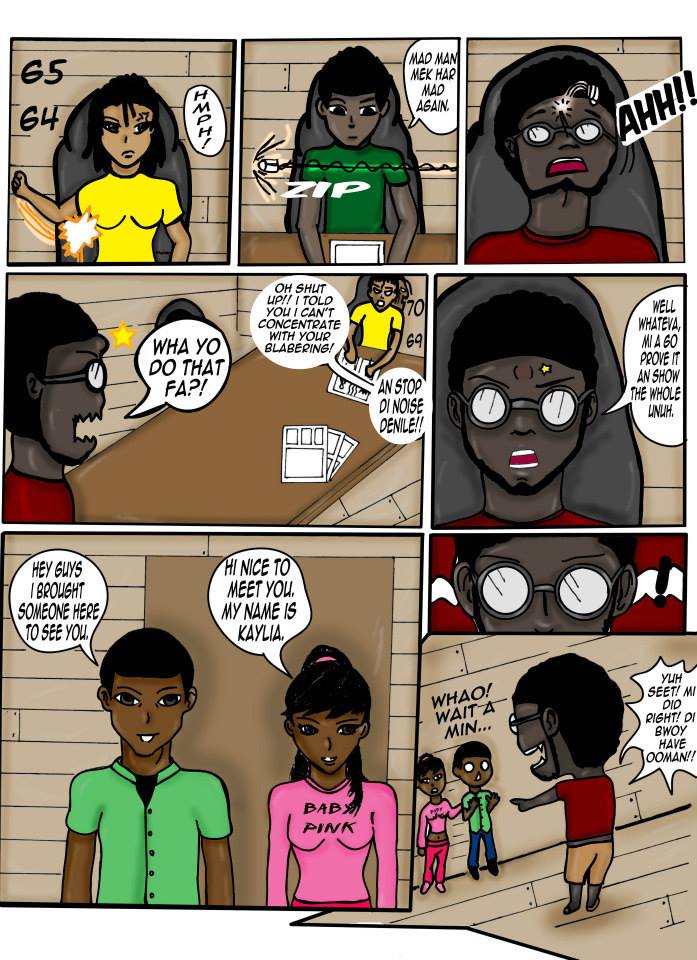 65
64
HMPH!
MAD MAN
MEK HAR
MAD
AGAIN.
ZIP
AHH!!
WHA YO
DO THAT
FA?!
OH SHUT
UP!! I TOLD
YOU I CAN'T
CONCENTRATE
WITH YOUR
BLABERING!
70
69
AN STOP
DI NOISE
DENILE!!
WELL
WHATEVA,
MI A GO
PROVE IT
AN SHOW
THE WHOLE
UNUH.
HEY GUYS
I BROUGHT
SOMEONE HERE
TO SEE YOU.
HI NICE TO
MEET YOU.
MY NAME IS
KAYLIA.
BABY
PINK
!
WHAO!
WAIT A
MIN...
YUH
SEET! MI
DID
RIGHT! DI
BWOY
HAVE
OOMAN!!